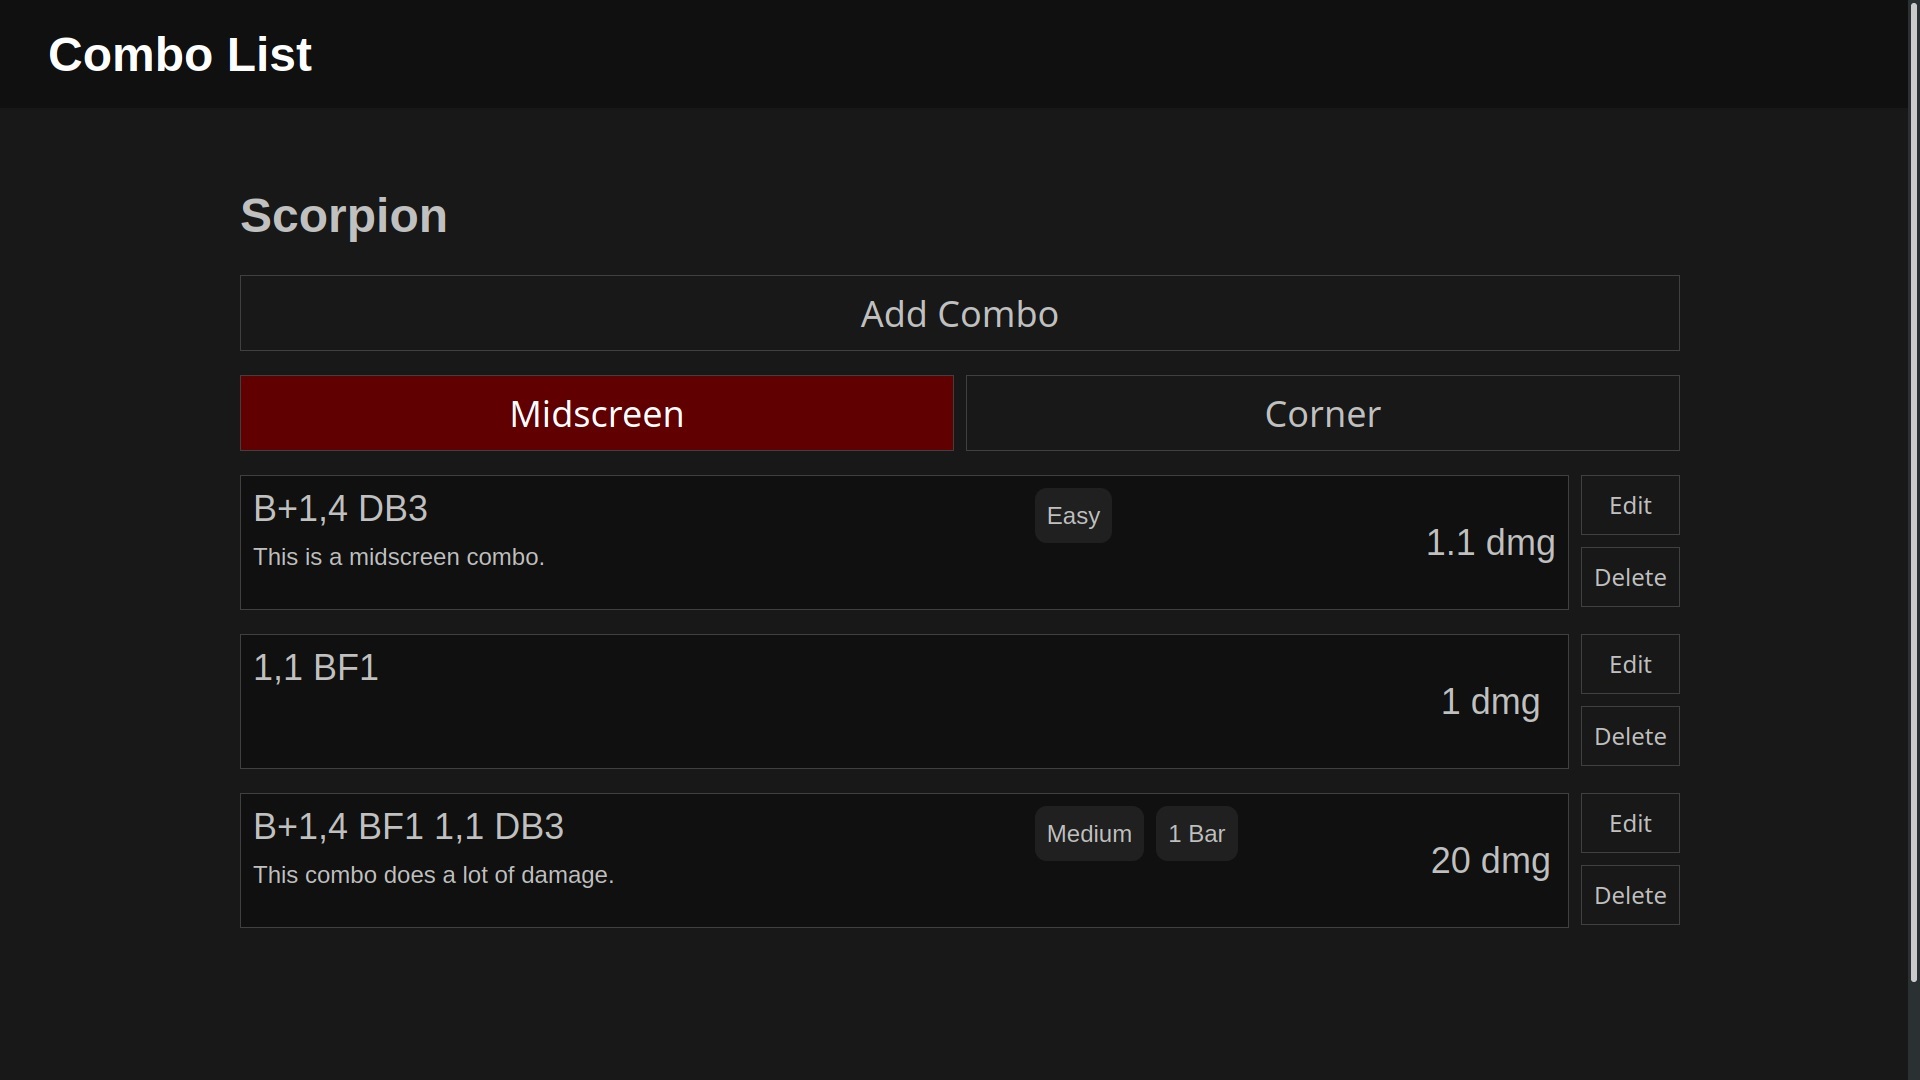 Combo List
Scorpion
Add Combo
Midscreen
Corner
B+1,4 DB3
This is a midscreen combo.
Easy
1.1 dmg
Edit
Delete
1,1 BF1
1 dmg
Edit
Delete
B+1,4 BF1 1,1 DB3
This combo does a lot of damage.
Medium
1 Bar
20 dmg
Edit
Delete